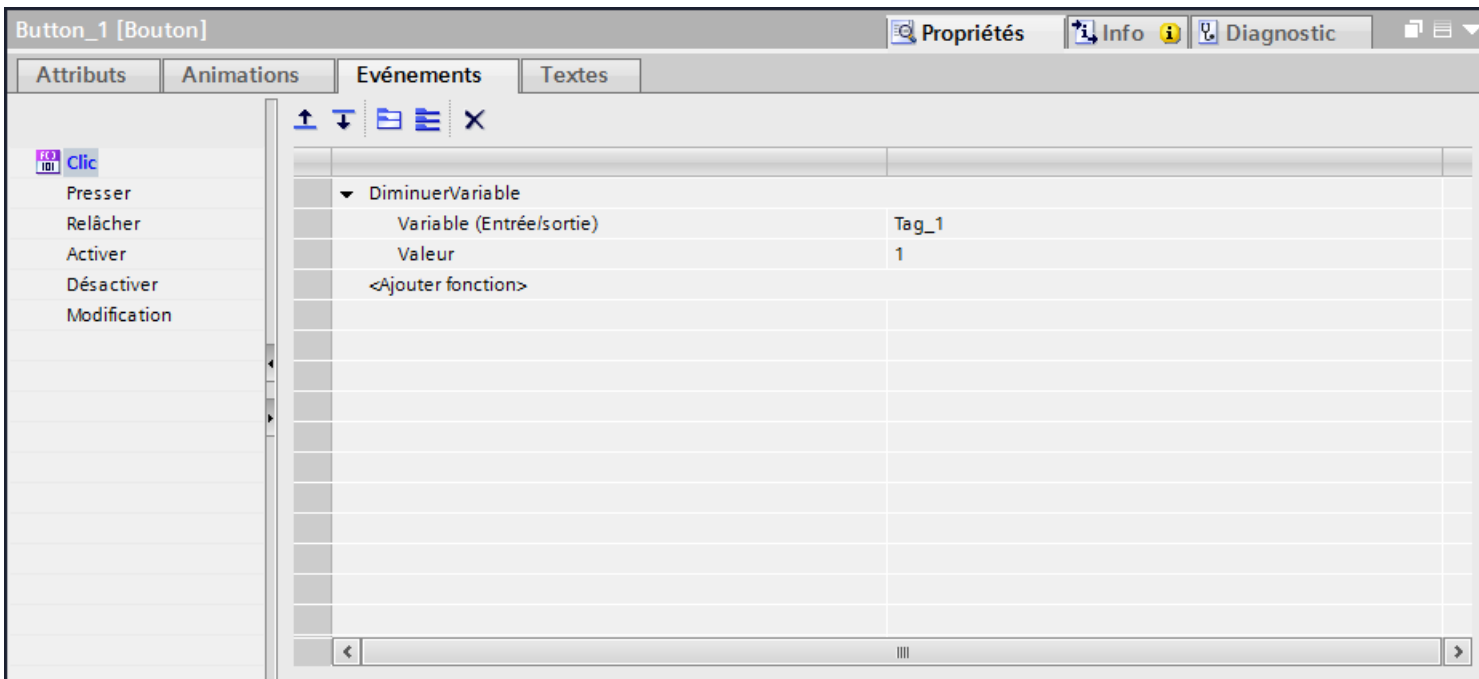 Button_1 [Bouton]
Propriétés
Info
Diagnostic
Attributs
Animations
Evénements
Textes
Clic
Presser
Relâcher
Activer
Désactiver
Modification
DiminuerVariable
Variable (Entrée/sortie)
Tag_1
Valeur
1
<Ajouter fonction>